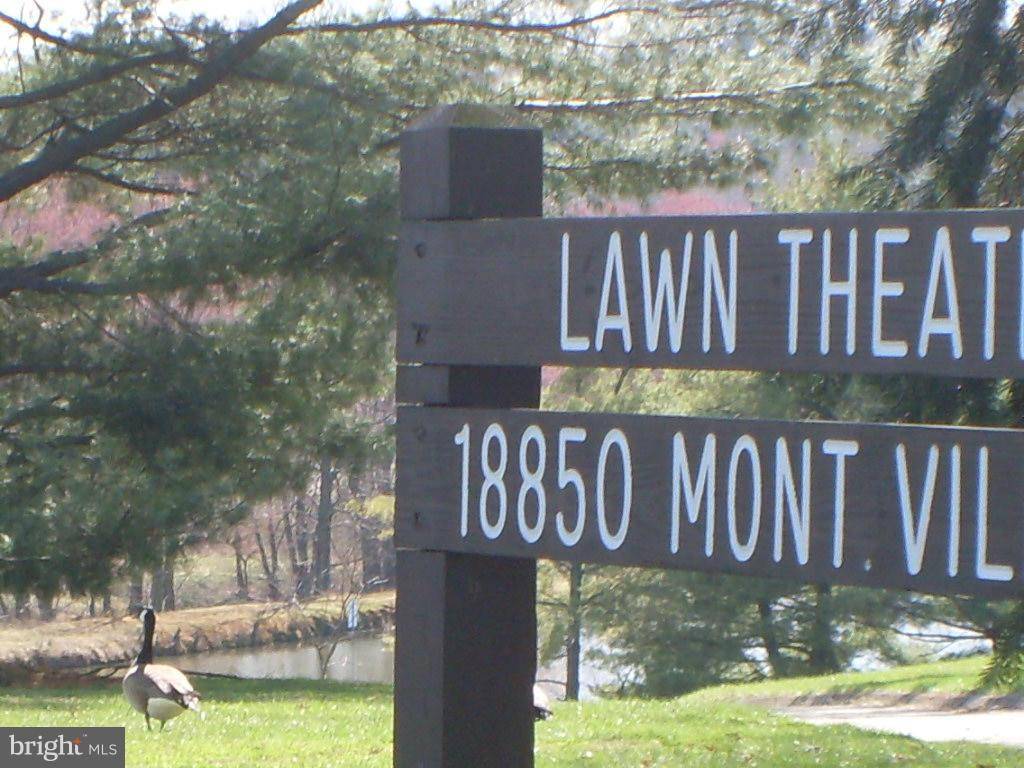 LAWN THEAT
18850 MONT. VIL
bright MLS